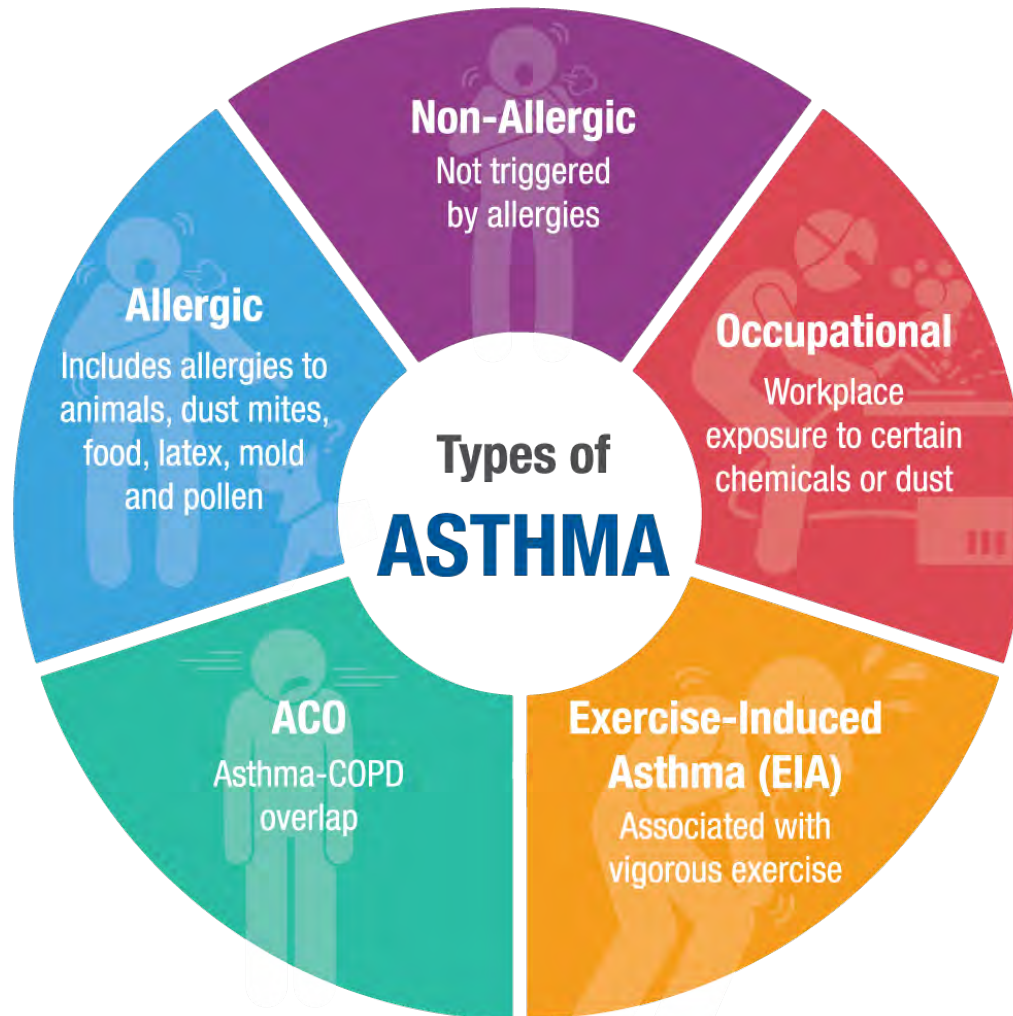 Types of
ASTHMA
Non-Allergic
Not triggered
by allergies
Occupational
Workplace
exposure to certain
chemicals or dust
Exercise-Induced
Asthma (EIA)
Associated with
vigorous exercise
ACO
Asthma-COPD
overlap
Allergic
Includes allergies to
animals, dust mites,
food, latex, mold
and pollen